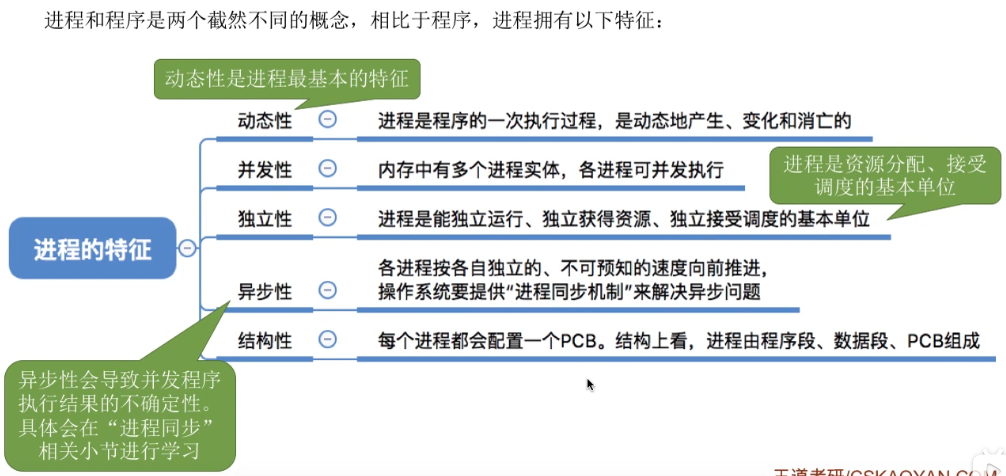 进程和程序是两个截然不同的概念，相比于程序，进程拥有以下特征：
动态性是进程最基本的特征
动态性
进程是程序的一次执行过程，是动态地产生、变化和消亡的
并发性
内存中有多个进程实体，各进程可并发执行
进程是资源分配、接受
调度的基本单位
独立性
进程是能独立运行、独立获得资源、独立接受调度的基本单位
进程的特征
异步性
各进程按各自独立的、不可预知的速度向前推进，
操作系统要提供“进程同步机制”来解决异步问题
结构性
每个进程都会配置一个PCB。结构上看，进程由程序段、数据段、PCB组成
异步性会导致并发程序
执行结果的不确定性。
具体会在“进程同步”
相关小节进行学习
王道考研/CSKAOYAN.COM